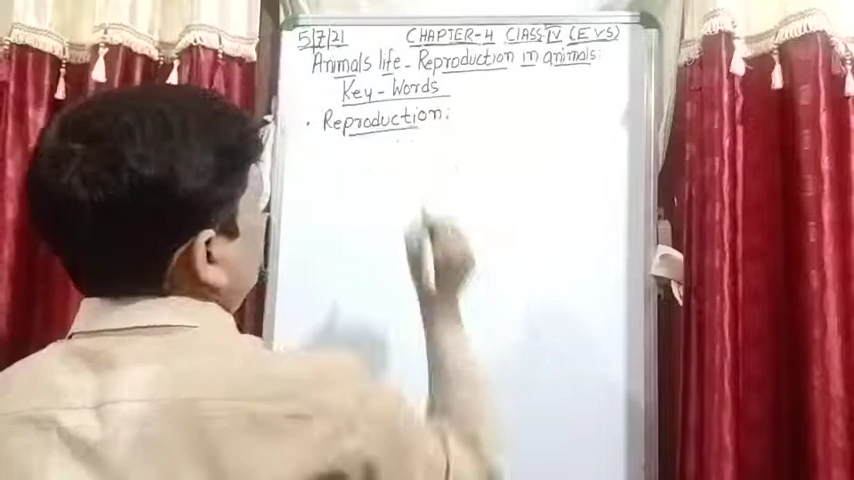 5/7/21 CHAPTER-4 CLASS-IV (EVS)
Animals life - Reproduction in animals:
Key-Words
• Reproduction: